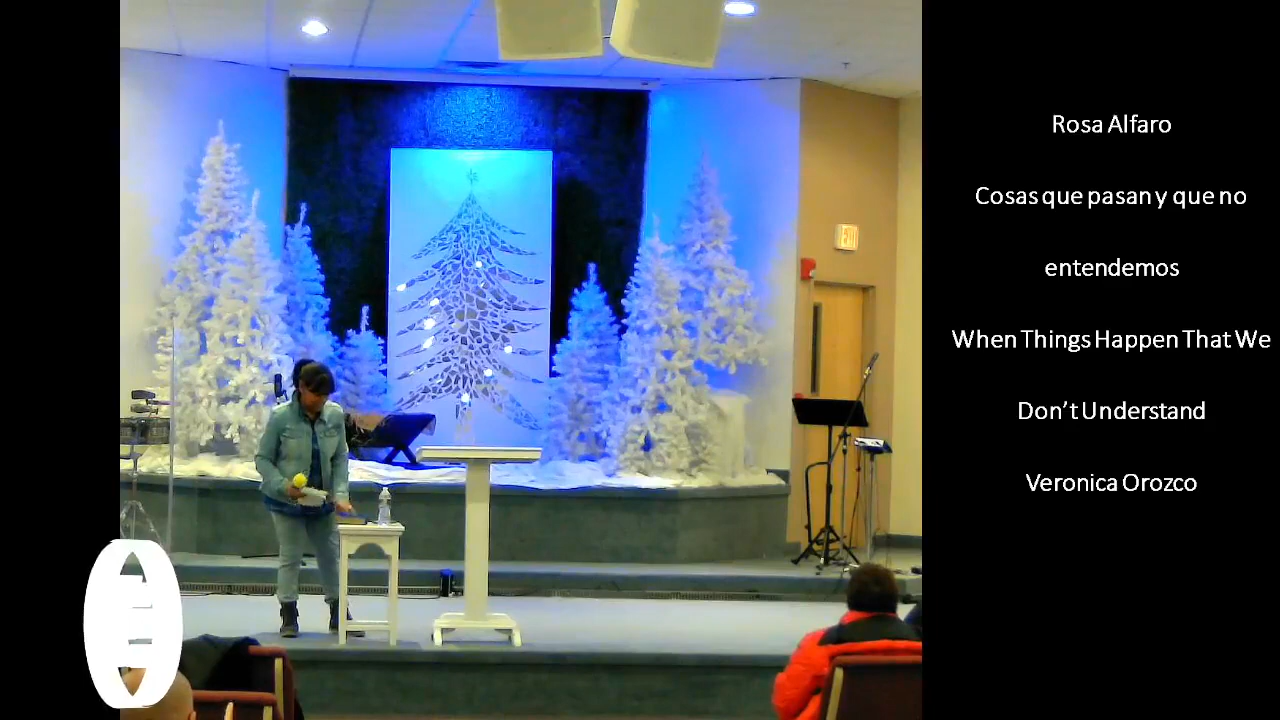 Rosa Alfaro
Cosas que pasan y que no
entendemos
When Things Happen That We
Don't Understand
Veronica Orozco